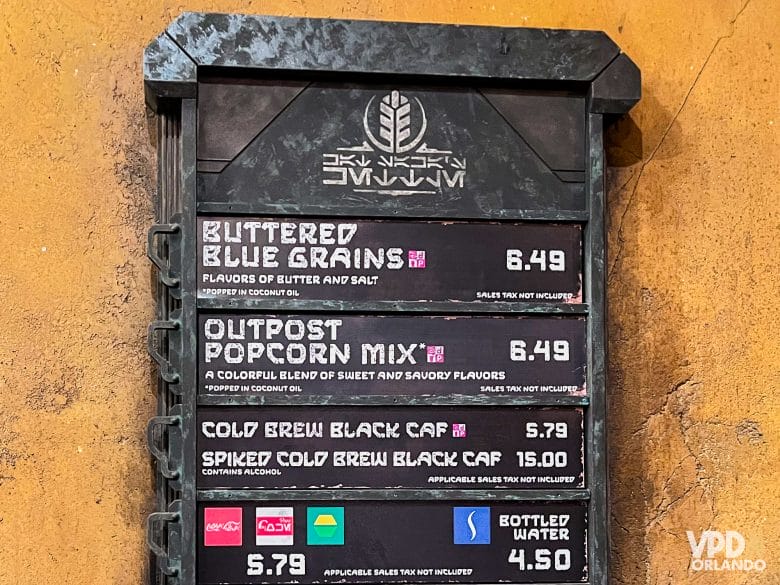 BUTTERED
BLUE GRAINS 6.49
FLAVORS OF BUTTER AND SALT
*POPPED IN COCONUT OIL SALES TAX NOT INCLUDED
OUTPOST
POPCORN MIX* 6.49
A COLORFUL BLEND OF SWEET AND SAVORY FLAVORS
*POPPED IN COCONUT OIL SALES TAX NOT INCLUDED
COLD BREW BLACK CAF 5.79
SPIKED COLD BREW BLACK CAF 15.00
CONTAINS ALCOHOL
APPLICABLE SALES TAX NOT INCLUDED
BOTTLED
WATER
5.79 APPLICABLE SALES TAX NOT INCLUDED 4.50
VPD
ORLANDO